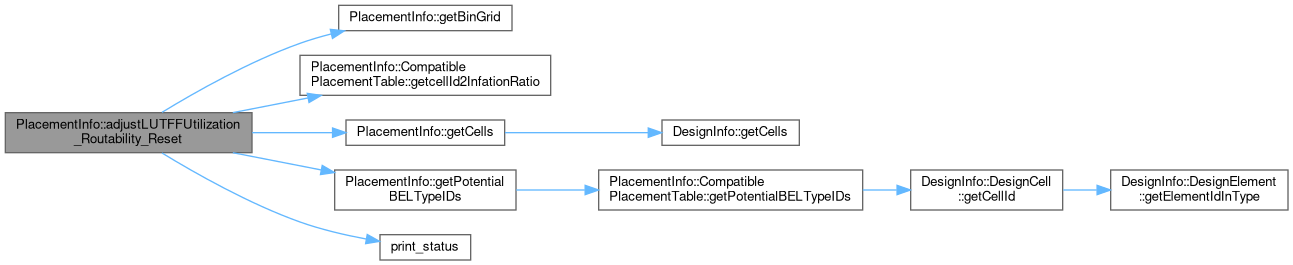 PlacementInfo::getBinGrid
PlacementInfo::Compatible
PlacementTable::getcellId2InfationRatio
PlacementInfo::adjustLUTFFUtilization
_Routability_Reset
PlacementInfo::getCells
DesignInfo::getCells
PlacementInfo::getPotential
BELTypeIDs
PlacementInfo::Compatible
PlacementTable::getPotentialBELTypeIDs
DesignInfo::DesignCell
::getCellId
DesignInfo::DesignElement
::getElementIdInType
print_status